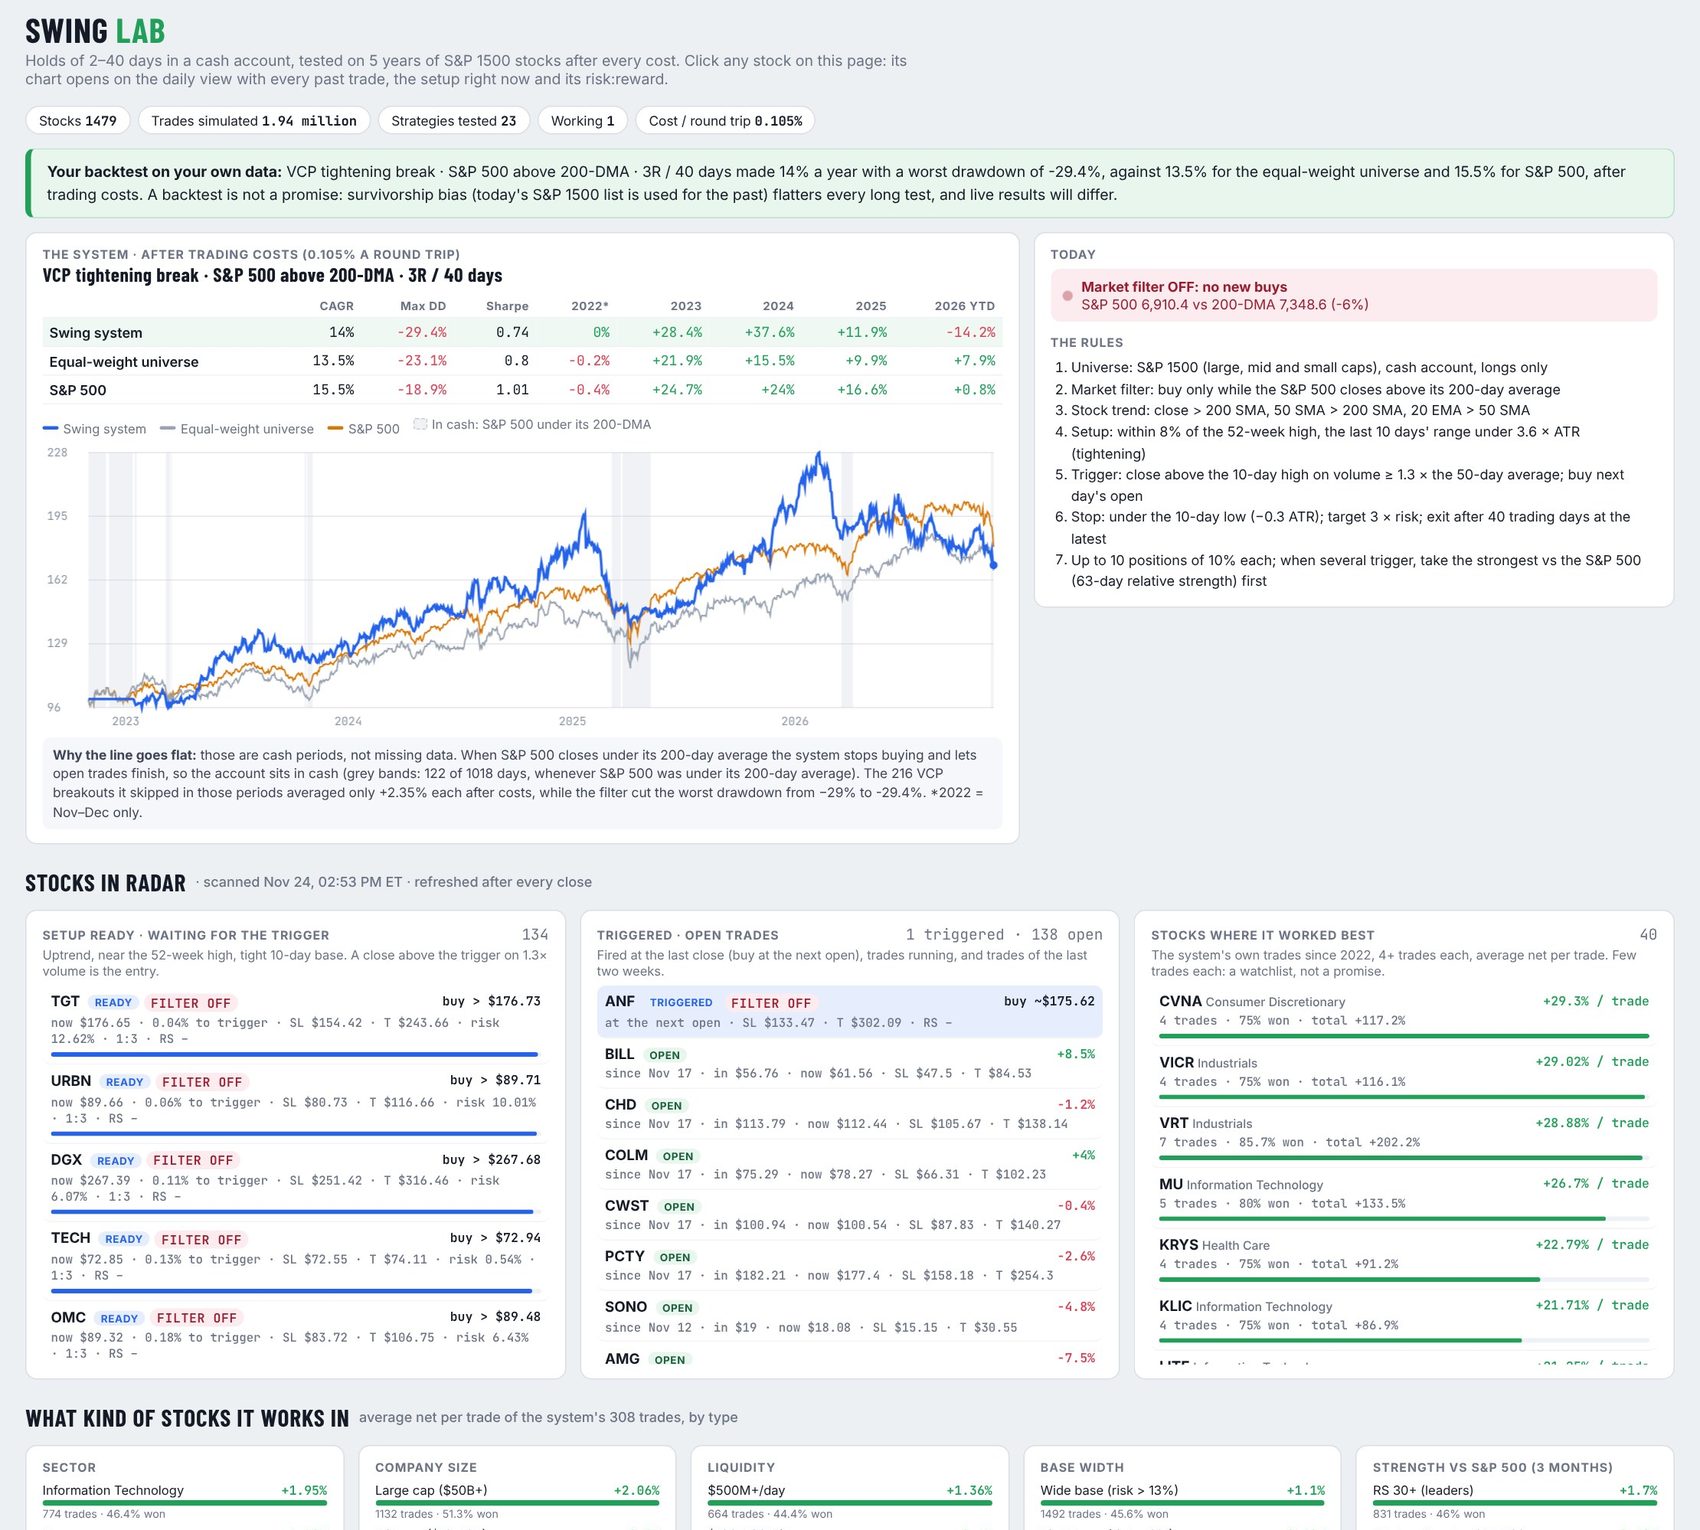 SWING LAB
Holds of 2–40 days in a cash account, tested on 5 years of S&P 1500 stocks after every cost. Click any stock on this page: its
chart opens on the daily view with every past trade, the setup right now and its risk:reward.
Stocks 1479
Trades simulated 1.94 million
Strategies tested 23
Working 1
Cost / round trip 0.105%
Your backtest on your own data: VCP tightening break · S&P 500 above 200-DMA · 3R / 40 days made 14% a year with a worst drawdown of -29.4%, against 13.5% for the equal-weight universe and 15.5% for S&P 500, after
trading costs. A backtest is not a promise: survivorship bias (today's S&P 1500 list is used for the past) flatters every long test, and live results will differ.
THE SYSTEM · AFTER TRADING COSTS (0.105% A ROUND TRIP)
VCP tightening break · S&P 500 above 200-DMA · 3R / 40 days
CAGR Max DD Sharpe 2022* 2023 2024 2025 2026 YTD
Swing system 14% -29.4% 0.74 0% +28.4% +37.6% +11.9% -14.2%
Equal-weight universe 13.5% -23.1% 0.8 -0.2% +21.9% +15.5% +9.9% +7.9%
S&P 500 15.5% -18.9% 1.01 -0.4% +24.7% +24% +16.6% +0.8%
Swing system Equal-weight universe S&P 500 In cash: S&P 500 under its 200-DMA
228
195
162
129
96
2023 2024 2025 2026
Why the line goes flat: those are cash periods, not missing data. When S&P 500 closes under its 200-day average the system stops buying and lets
open trades finish, so the account sits in cash (grey bands: 122 of 1018 days, whenever S&P 500 was under its 200-day average). The 216 VCP
breakouts it skipped in those periods averaged only +2.35% each after costs, while the filter cut the worst drawdown from −29% to -29.4%. *2022 =
Nov–Dec only.
TODAY
Market filter OFF: no new buys
S&P 500 6,910.4 vs 200-DMA 7,348.6 (-6%)
THE RULES
1. Universe: S&P 1500 (large, mid and small caps), cash account, longs only
2. Market filter: buy only while the S&P 500 closes above its 200-day average
3. Stock trend: close > 200 SMA, 50 SMA > 200 SMA, 20 EMA > 50 SMA
4. Setup: within 8% of the 52-week high, the last 10 days' range under 3.6 × ATR
(tightening)
5. Trigger: close above the 10-day high on volume ≥ 1.3 × the 50-day average; buy next
day's open
6. Stop: under the 10-day low (−0.3 ATR); target 3 × risk; exit after 40 trading days at the
latest
7. Up to 10 positions of 10% each; when several trigger, take the strongest vs the S&P 500
(63-day relative strength) first
STOCKS IN RADAR · scanned Nov 24, 02:53 PM ET · refreshed after every close
SETUP READY · WAITING FOR THE TRIGGER 134
Uptrend, near the 52-week high, tight 10-day base. A close above the trigger on 1.3×
volume is the entry.
TGT READY FILTER OFF buy > $176.73
now $176.65 · 0.04% to trigger · SL $154.42 · T $243.66 · risk
12.62% · 1:3 · RS –
URBN READY FILTER OFF buy > $89.71
now $89.66 · 0.06% to trigger · SL $80.73 · T $116.66 · risk 10.01%
· 1:3 · RS –
DGX READY FILTER OFF buy > $267.68
now $267.39 · 0.11% to trigger · SL $251.42 · T $316.46 · risk
6.07% · 1:3 · RS –
TECH READY FILTER OFF buy > $72.94
now $72.85 · 0.13% to trigger · SL $72.55 · T $74.11 · risk 0.54% ·
1:3 · RS –
OMC READY FILTER OFF buy > $89.48
now $89.32 · 0.18% to trigger · SL $83.72 · T $106.75 · risk 6.43%
· 1:3 · RS –
TRIGGERED · OPEN TRADES 1 triggered · 138 open
Fired at the last close (buy at the next open), trades running, and trades of the last
two weeks.
ANF TRIGGERED FILTER OFF buy ~$175.62
at the next open · SL $133.47 · T $302.09 · RS –
BILL OPEN +8.5%
since Nov 17 · in $56.76 · now $61.56 · SL $47.5 · T $84.53
CHD OPEN -1.2%
since Nov 17 · in $113.79 · now $112.44 · SL $105.67 · T $138.14
COLM OPEN +4%
since Nov 17 · in $75.29 · now $78.27 · SL $66.31 · T $102.23
CWST OPEN -0.4%
since Nov 17 · in $100.94 · now $100.54 · SL $87.83 · T $140.27
PCTY OPEN -2.6%
since Nov 17 · in $182.21 · now $177.4 · SL $158.18 · T $254.3
SONO OPEN -4.8%
since Nov 12 · in $19 · now $18.08 · SL $15.15 · T $30.55
AMG OPEN -7.5%
STOCKS WHERE IT WORKED BEST 40
The system's own trades since 2022, 4+ trades each, average net per trade. Few
trades each: a watchlist, not a promise.
CVNA Consumer Discretionary +29.3% / trade
4 trades · 75% won · total +117.2%
VICR Industrials +29.02% / trade
4 trades · 75% won · total +116.1%
VRT Industrials +28.88% / trade
7 trades · 85.7% won · total +202.2%
MU Information Technology +26.7% / trade
5 trades · 80% won · total +133.5%
KRYS Health Care +22.79% / trade
4 trades · 75% won · total +91.2%
KLIC Information Technology +21.71% / trade
4 trades · 75% won · total +86.9%
WHAT KIND OF STOCKS IT WORKS IN average net per trade of the system's 308 trades, by type
SECTOR
Information Technology +1.95%
774 trades · 46.4% won
COMPANY SIZE
Large cap ($50B+) +2.06%
1132 trades · 51.3% won
LIQUIDITY
$500M+/day +1.36%
664 trades · 44.4% won
BASE WIDTH
Wide base (risk > 13%) +1.1%
1492 trades · 45.6% won
STRENGTH VS S&P 500 (3 MONTHS)
RS 30+ (leaders) +1.7%
831 trades · 46% won